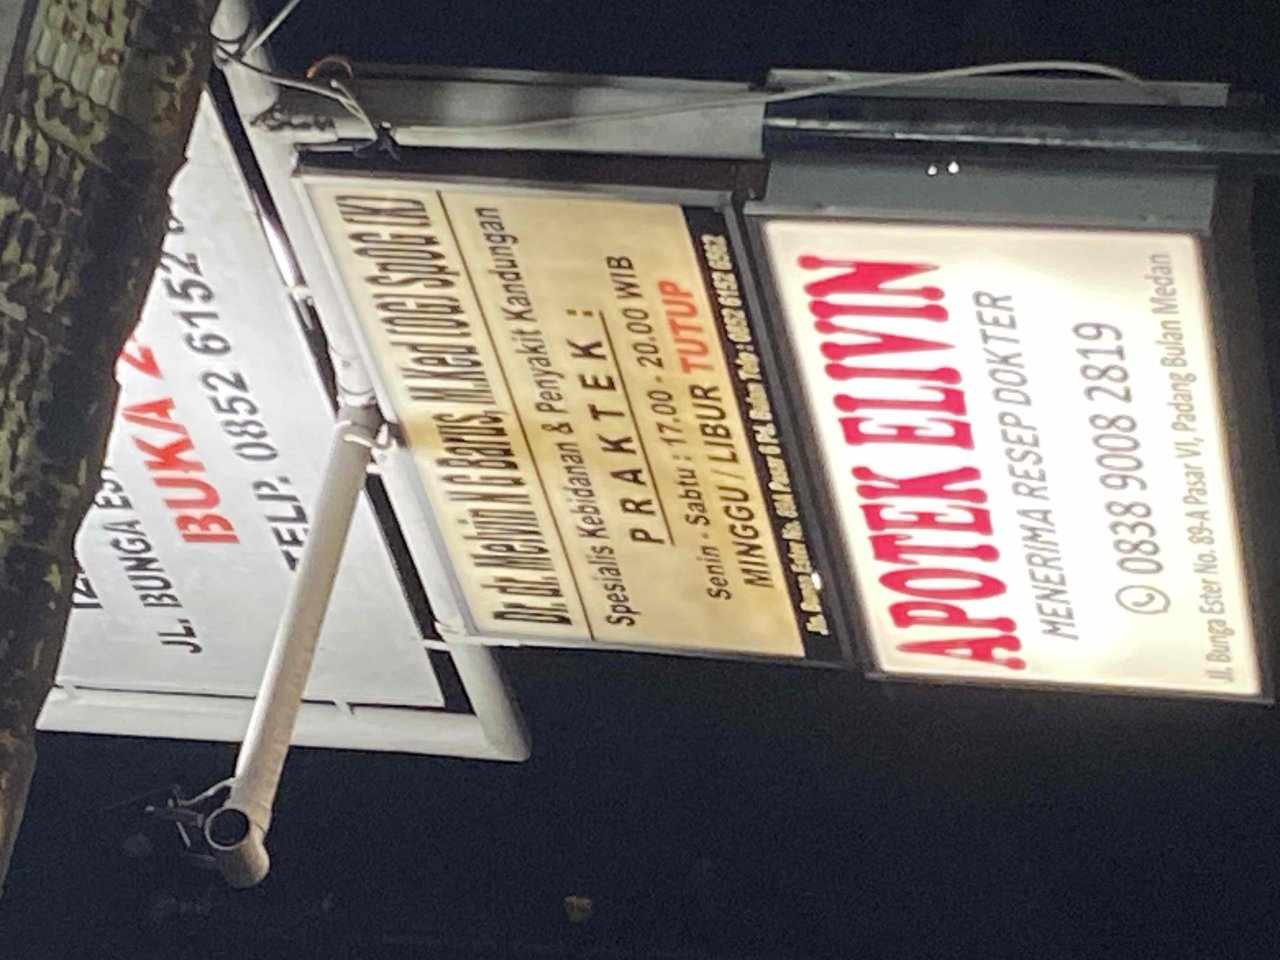 JL. BUNGA
BUKA
TELP. 0852 6152
Dr. dr. Melvin N.G Barus, M.Ked (OG) SpOG (K)
Spesialis Kebidanan & Penyakit Kandungan
PRAKTEK :
Senin - Sabtu : 17.00 - 20.00 WIB
MINGGU / LIBUR TUTUP
APOTEK ELIVIN
MENERIMA RESEP DOKTER
0838 9008 2819
Jl. Bunga Ester No. 89-A Pasar VI, Padang Bulan Medan